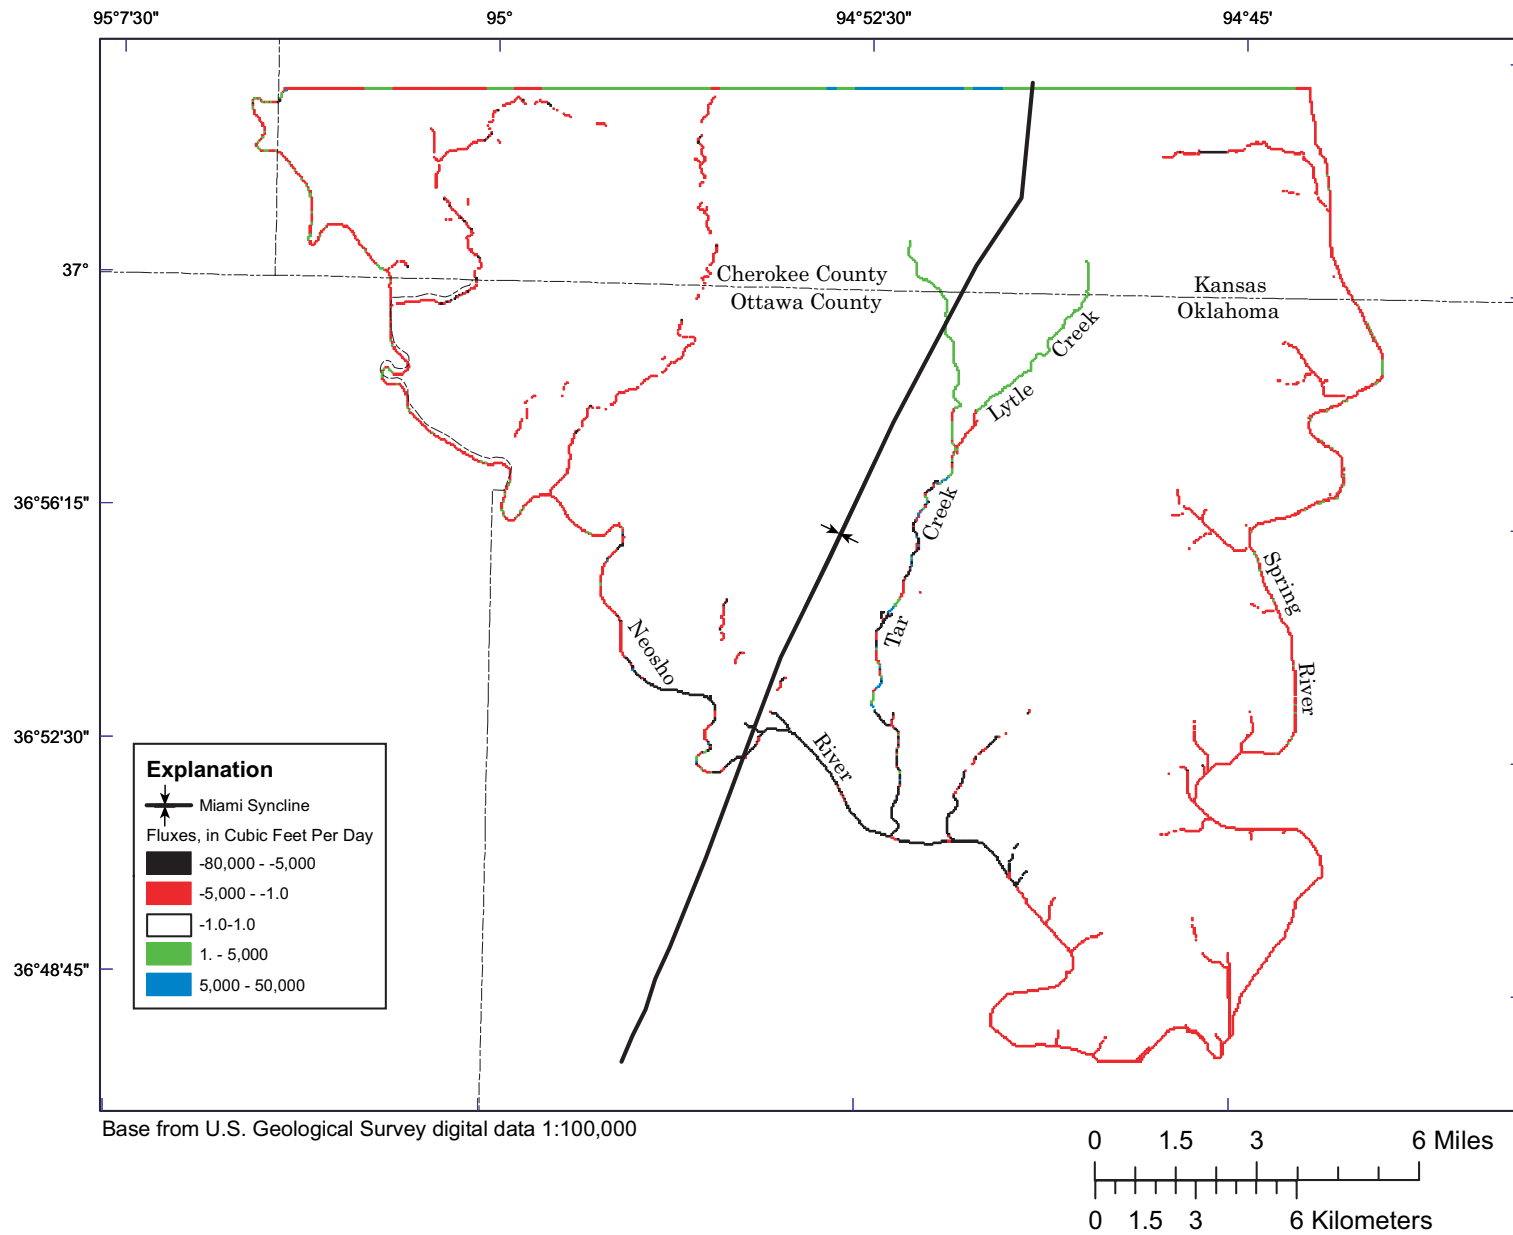 95°7'30"
95°
94°52'30"
94°45'
37°
Cherokee County
Ottawa County
Kansas
Oklahoma
Creek
Lytle
36°56'15"
Creek
Spring
Tar
Neosho
River
36°52'30"
River
Explanation
Miami Syncline
Fluxes, in Cubic Feet Per Day
-80,000 - -5,000
-5,000 - -1.0
-1.0-1.0
1. - 5,000
5,000 - 50,000
36°48'45"
Base from U.S. Geological Survey digital data 1:100,000
0 1.5 3 6 Miles
0 1.5 3 6 Kilometers